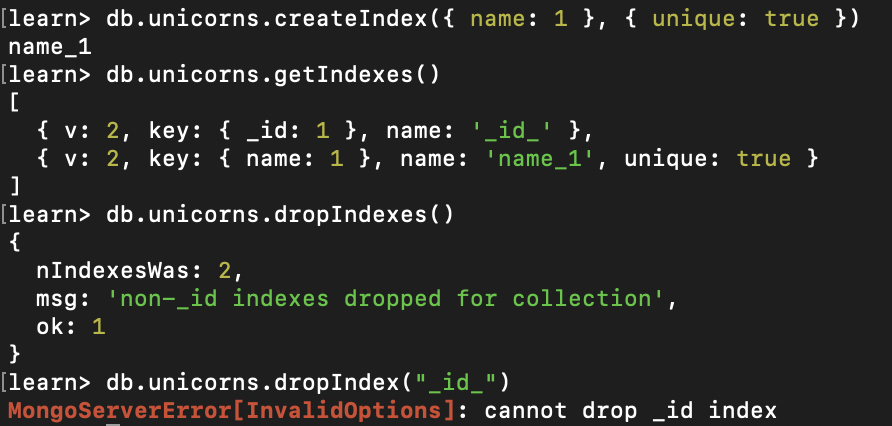 [learn> db.unicorns.createIndex({ name: 1 }, { unique: true })
name_1
[learn> db.unicorns.getIndexes()
[
  { v: 2, key: { _id: 1 }, name: '_id_' },
  { v: 2, key: { name: 1 }, name: 'name_1', unique: true }
]
[learn> db.unicorns.dropIndexes()
{
  nIndexesWas: 2,
  msg: 'non-_id indexes dropped for collection',
  ok: 1
}
[learn> db.unicorns.dropIndex("_id_")
MongoServerError[InvalidOptions]: cannot drop _id index